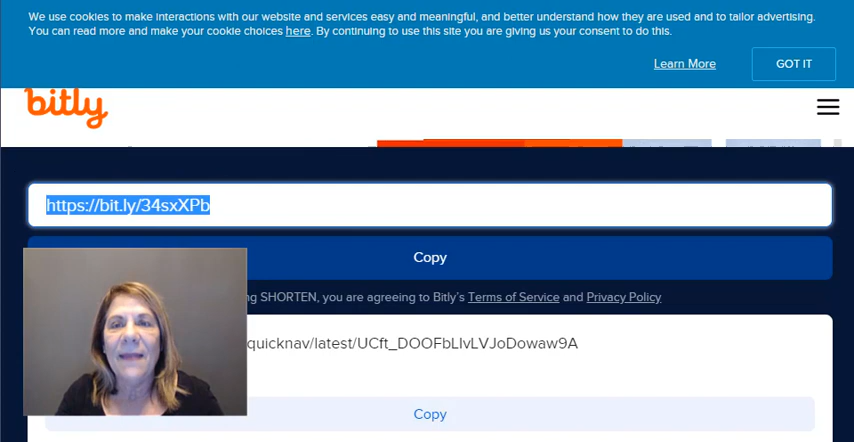 We use cookies to make interactions with our website and services easy and meaningful, and better understand how they are used and to tailor advertising.
You can read more and make your cookie choices here. By continuing to use this site you are giving us your consent to do this.
Learn More
GOT IT
bitly
https://bit.ly/34sxXPb
Copy
SHORTEN, you are agreeing to Bitly's Terms of Service and Privacy Policy
quicknav/latest/UCft_DOOFbLIvLVJoDowaw9A
Copy